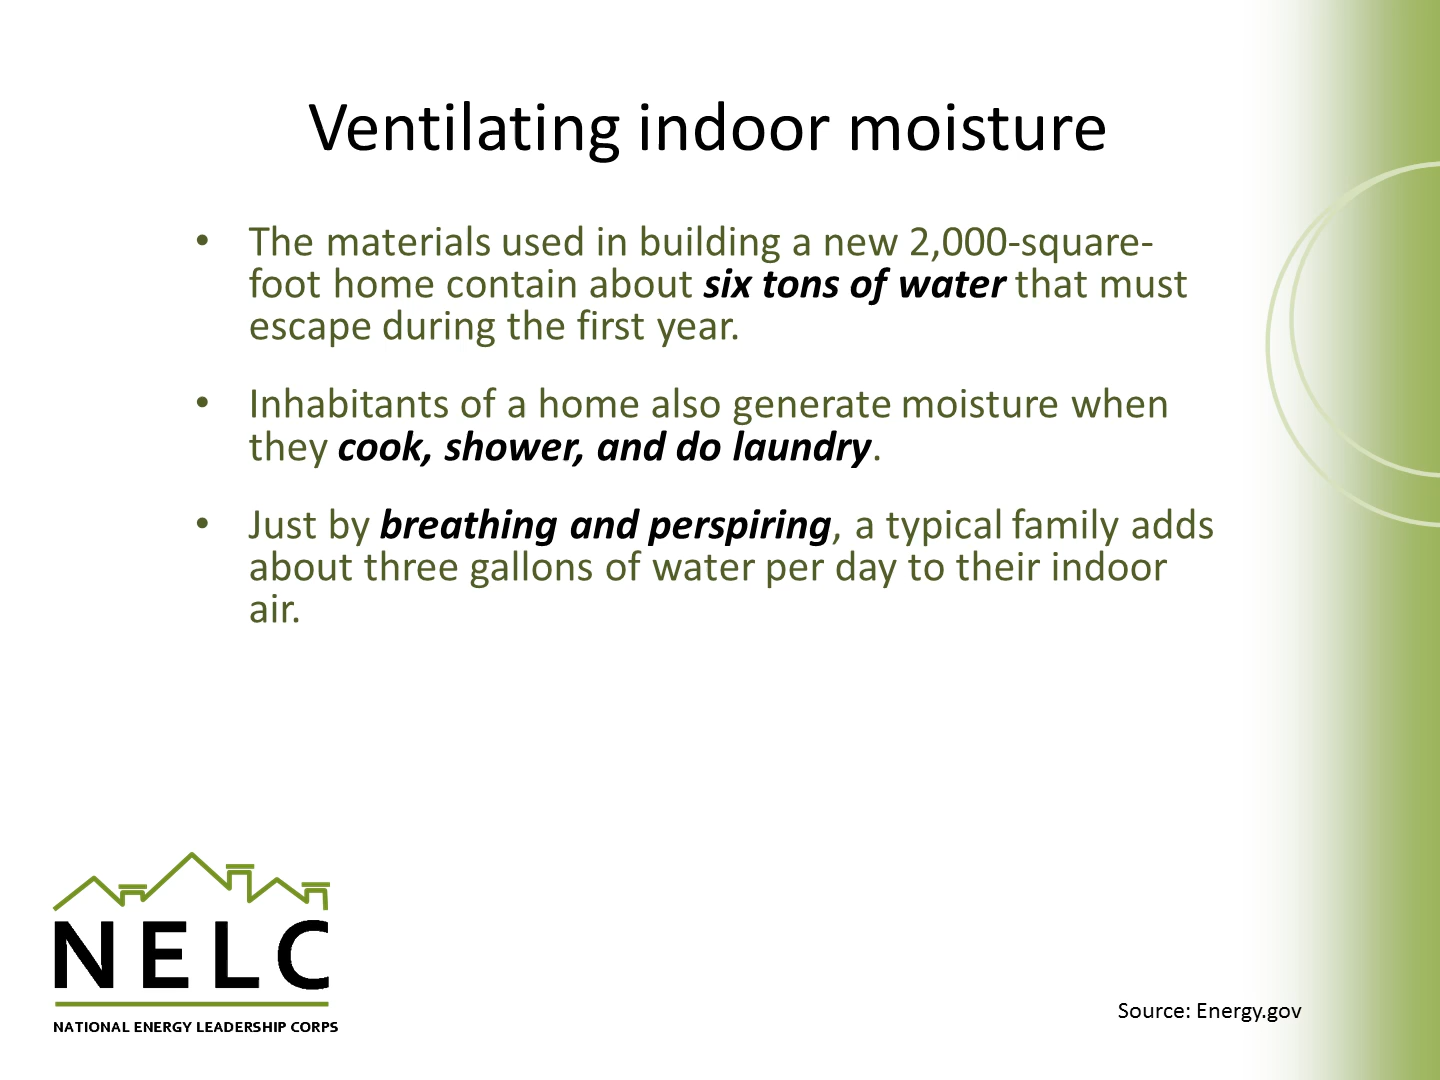 Ventilating indoor moisture
• The materials used in building a new 2,000-square-
foot home contain about six tons of water that must
escape during the first year.
• Inhabitants of a home also generate moisture when
they cook, shower, and do laundry.
• Just by breathing and perspiring, a typical family adds
about three gallons of water per day to their indoor
air.
NELC
NATIONAL ENERGY LEADERSHIP CORPS
Source: Energy.gov